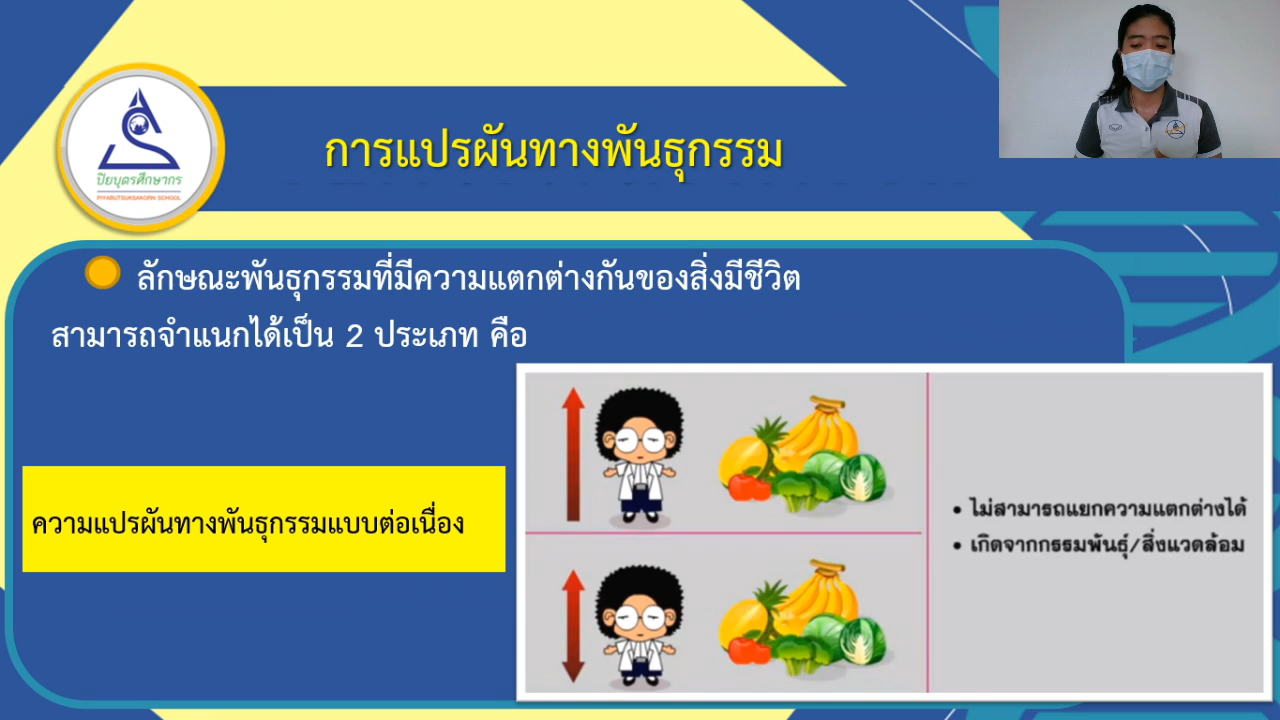 ปิยบุตรศึกษากร
PIYABUTSUKSAKORN SCHOOL
การแปรผันทางพันธุกรรม
ลักษณะพันธุกรรมที่มีความแตกต่างกันของสิ่งมีชีวิต
สามารถจำแนกได้เป็น 2 ประเภท คือ
ความแปรผันทางพันธุกรรมแบบต่อเนื่อง
• ไม่สามารถแยกความแตกต่างได้
• เกิดจากกรรมพันธุ์/สิ่งแวดล้อม